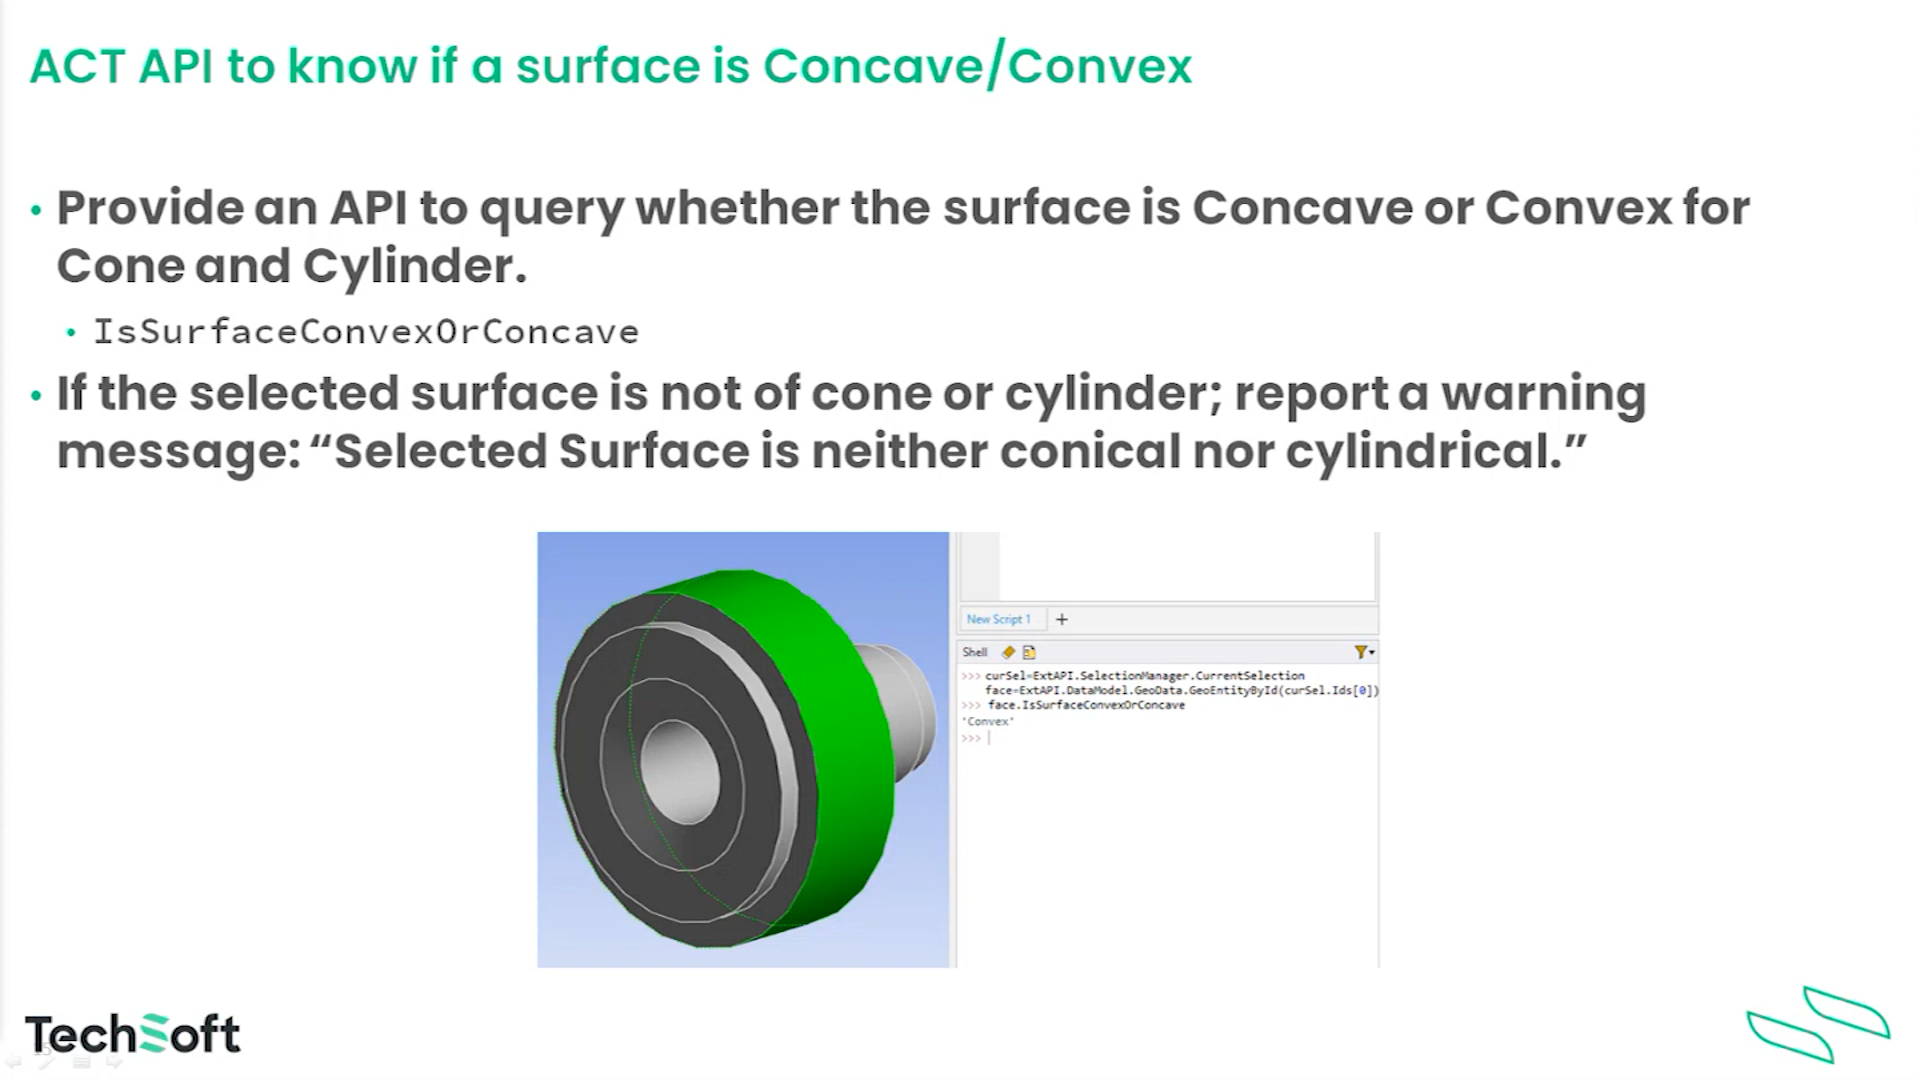 ACT API to know if a surface is Concave/Convex
• Provide an API to query whether the surface is Concave or Convex for
Cone and Cylinder.
• IsSurfaceConvexOrConcave
• If the selected surface is not of cone or cylinder; report a warning
message: “Selected Surface is neither conical nor cylindrical.”
New Script 1 +
Shell
>>> curSel=ExtAPI.SelectionManager.CurrentSelection
face=ExtAPI.DataModel.GeoData.GeoEntityById(curSel.Ids[0])
>>> face.IsSurfaceConvexOrConcave
'Convex'
>>>
TechSoft
15